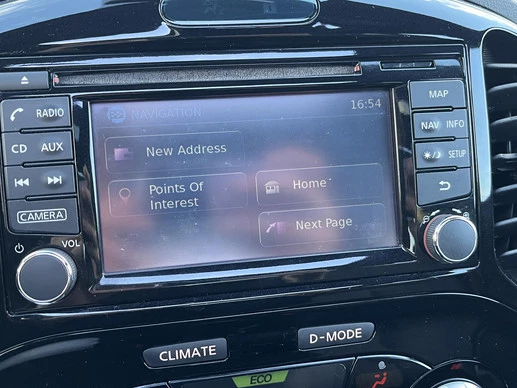 NAVIGATION 16:54
New Address
Points Of
Interest
Home
Next Page
RADIO
CD AUX
CAMERA
VOL
MAP
NAV INFO
SETUP
CLIMATE
D-MODE
ECO